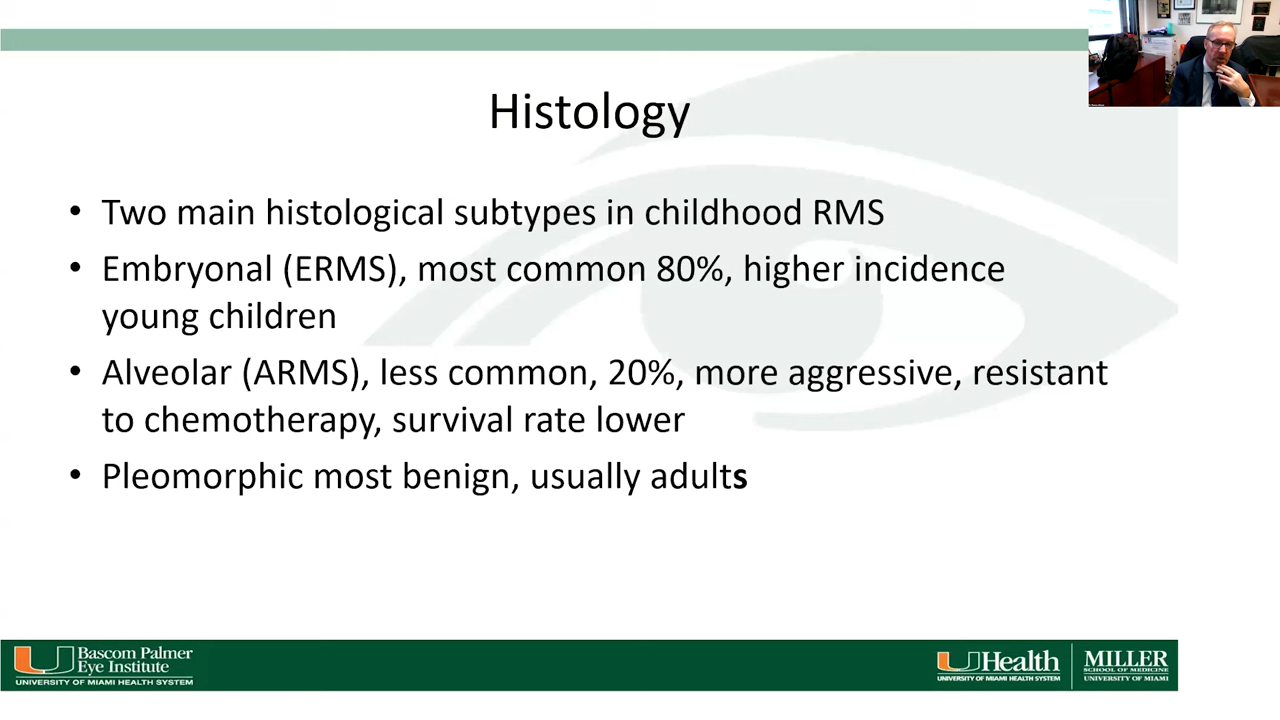 Histology
• Two main histological subtypes in childhood RMS
• Embryonal (ERMS), most common 80%, higher incidence
young children
• Alveolar (ARMS), less common, 20%, more aggressive, resistant
to chemotherapy, survival rate lower
• Pleomorphic most benign, usually adults
Bascom Palmer
Eye Institute
UNIVERSITY OF MIAMI HEALTH SYSTEM
UHealth
UNIVERSITY OF MIAMI HEALTH SYSTEM
MILLER
SCHOOL OF MEDICINE
UNIVERSITY OF MIAMI